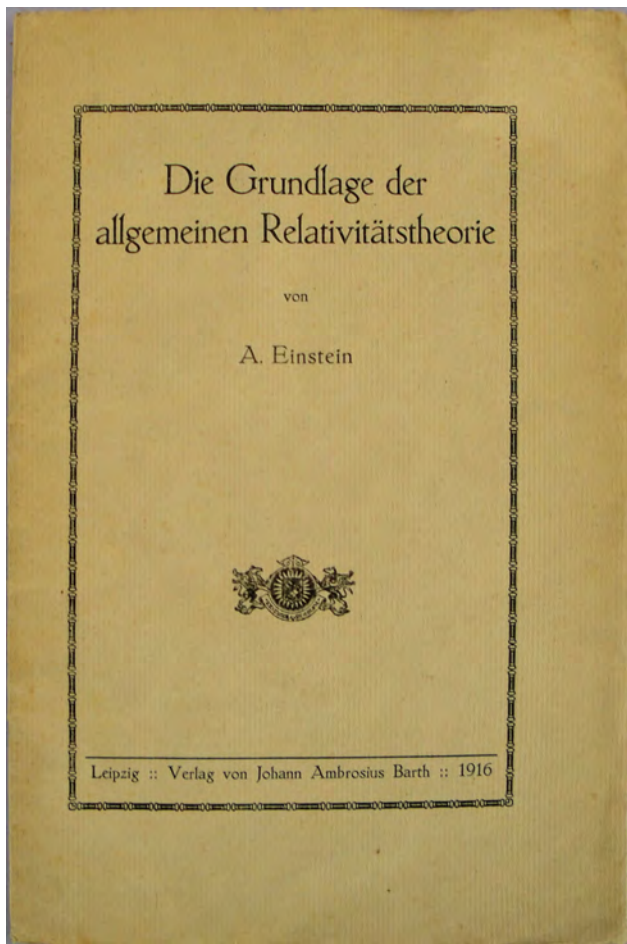 Die Grundlage der
allgemeinen Relativitätstheorie
von
A. Einstein
Leipzig :: Verlag von Johann Ambrosius Barth :: 1916